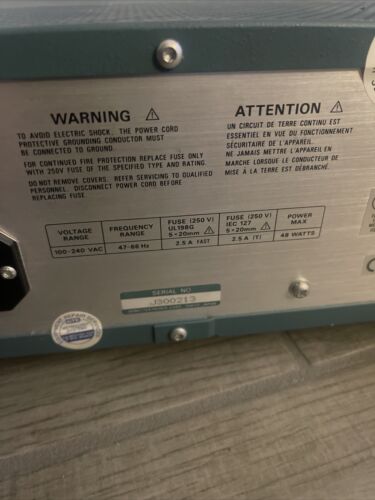 WARNING ⚠
TO AVOID ELECTRIC SHOCK, THE POWER CORD
PROTECTIVE GROUNDING CONDUCTOR MUST
BE CONNECTED TO GROUND.
FOR CONTINUED FIRE PROTECTION REPLACE FUSE ONLY
WITH 250V FUSE OF THE SPECIFIED TYPE AND RATING.
DO NOT REMOVE COVERS. REFER SERVICING TO QUALIFIED
PERSONNEL. DISCONNECT POWER CORD BEFORE
REPLACING FUSE.
ATTENTION ⚠
UN CIRCUIT DE TERRE CONTINU EST
ESSENTIEL EN VUE DU FONCTIONNEMENT
SÉCURITAIRE DE L'APPAREIL.
NE JAMAIS METTRE L'APPAREIL EN
MARCHE LORSQUE LE CONDUCTEUR DE
MISE À LA TERRE EST DÉBRANCHÉ.
VOLTAGE RANGE FREQUENCY RANGE FUSE (250 V) UL198G 5×20mm ⚠ FUSE (250 V) IEC 127 5×20mm ⚠ POWER MAX
100-240 VAC 47-66 Hz 2.5 A FAST 2.5 A (T) 48 WATTS
SERIAL NO
J300213